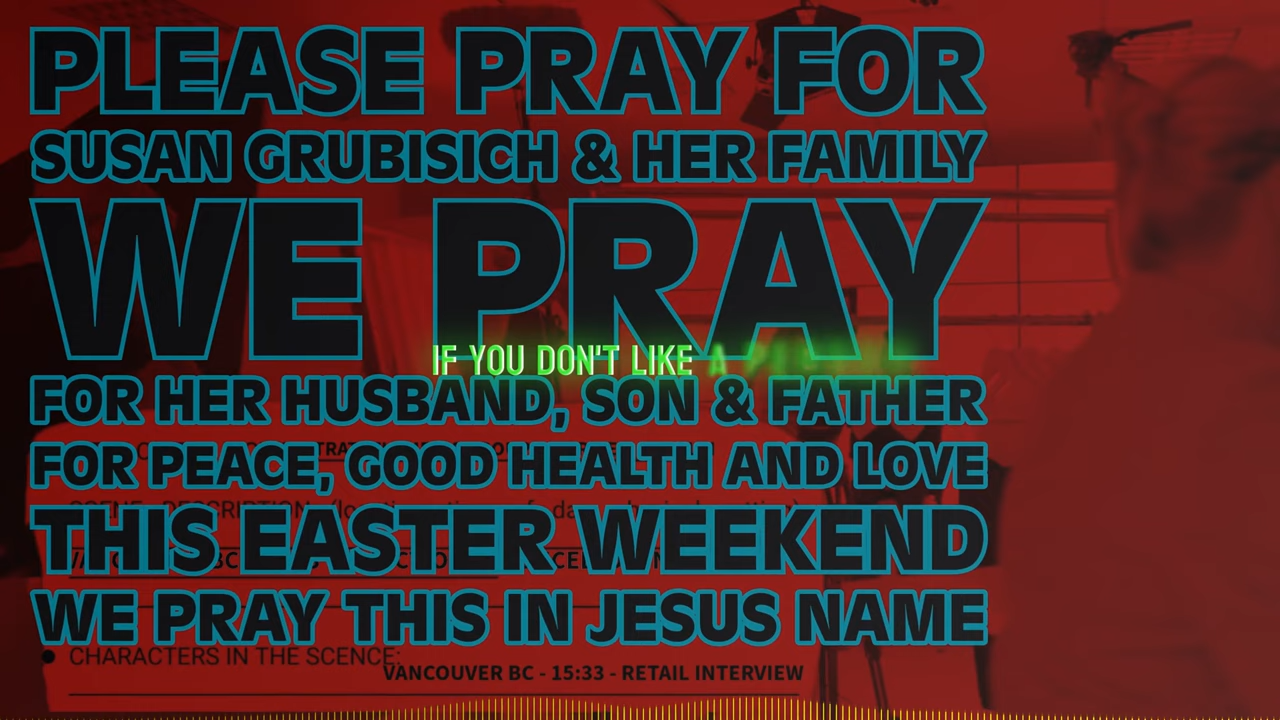 PLEASE PRAY FOR
SUSAN GRUBISICH & HER FAMILY
WE PRAY
IF YOU DON'T LIKE A
FOR HER HUSBAND, SON & FATHER
FOR PEACE, GOOD HEALTH AND LOVE
THIS EASTER WEEKEND
WE PRAY THIS IN JESUS NAME
CHARACTERS IN THE SCENCE:
VANCOUVER BC - 15:33 - RETAIL INTERVIEW